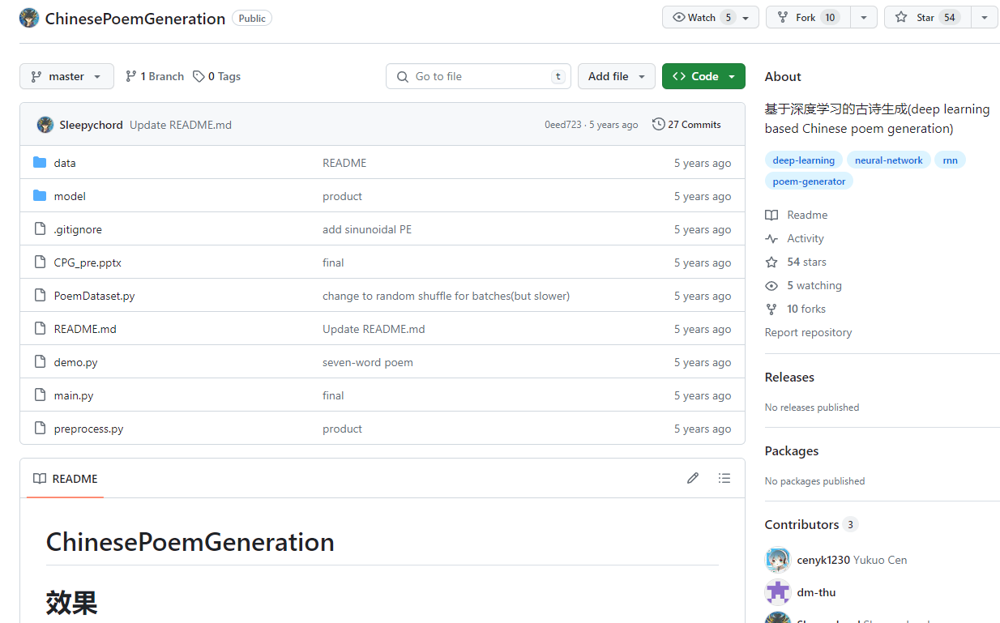 ChinesePoemGeneration Public
Watch 5 Fork 10 Star 54
master 1 Branch 0 Tags Go to file t Add file Code
Sleepychord Update README.md 0eed723 · 5 years ago 27 Commits
data README 5 years ago
model product 5 years ago
.gitignore add sinunoidal PE 5 years ago
CPG_pre.pptx final 5 years ago
PoemDataset.py change to random shuffle for batches(but slower) 5 years ago
README.md Update README.md 5 years ago
demo.py seven-word poem 5 years ago
main.py final 5 years ago
preprocess.py product 5 years ago
README
ChinesePoemGeneration
效果
About
基于深度学习的古诗生成(deep learning
based Chinese poem generation)
deep-learning neural-network rnn
poem-generator
Readme
Activity
54 stars
5 watching
10 forks
Report repository
Releases
No releases published
Packages
No packages published
Contributors 3
cenyk1230 Yukuo Cen
dm-thu